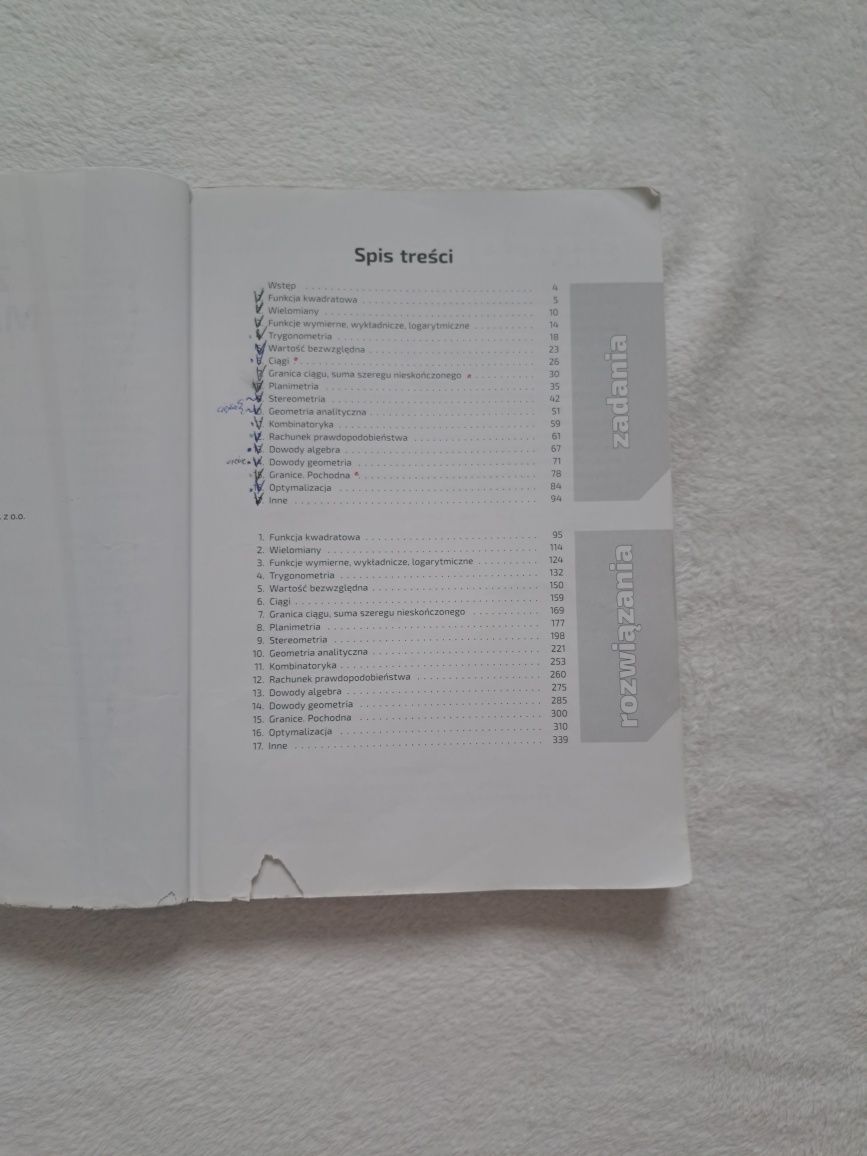 z o.o.
Spis treści
Wstęp 4
Funkcja kwadratowa 5
Wielomiany 10
Funkcje wymierne, wykładnicze, logarytmiczne 14
Trygonometria 18
Wartość bezwzględna 23
Ciągi 26
Granica ciągu, suma szeregu nieskończonego 30
Planimetria 35
Stereometria 42
Geometria analityczna 51
Kombinatoryka 59
Rachunek prawdopodobieństwa 61
Dowody algebra 67
Dowody geometria 71
Granice. Pochodna 78
Optymalizacja 84
Inne 94
zadania
1. Funkcja kwadratowa 95
2. Wielomiany 114
3. Funkcje wymierne, wykładnicze, logarytmiczne 124
4. Trygonometria 132
5. Wartość bezwzględna 150
6. Ciągi 159
7. Granica ciągu, suma szeregu nieskończonego 169
8. Planimetria 177
9. Stereometria 198
10. Geometria analityczna 221
11. Kombinatoryka 253
12. Rachunek prawdopodobieństwa 260
13. Dowody algebra 275
14. Dowody geometria 285
15. Granice. Pochodna 300
16. Optymalizacja 310
17. Inne 339
rozwiązania